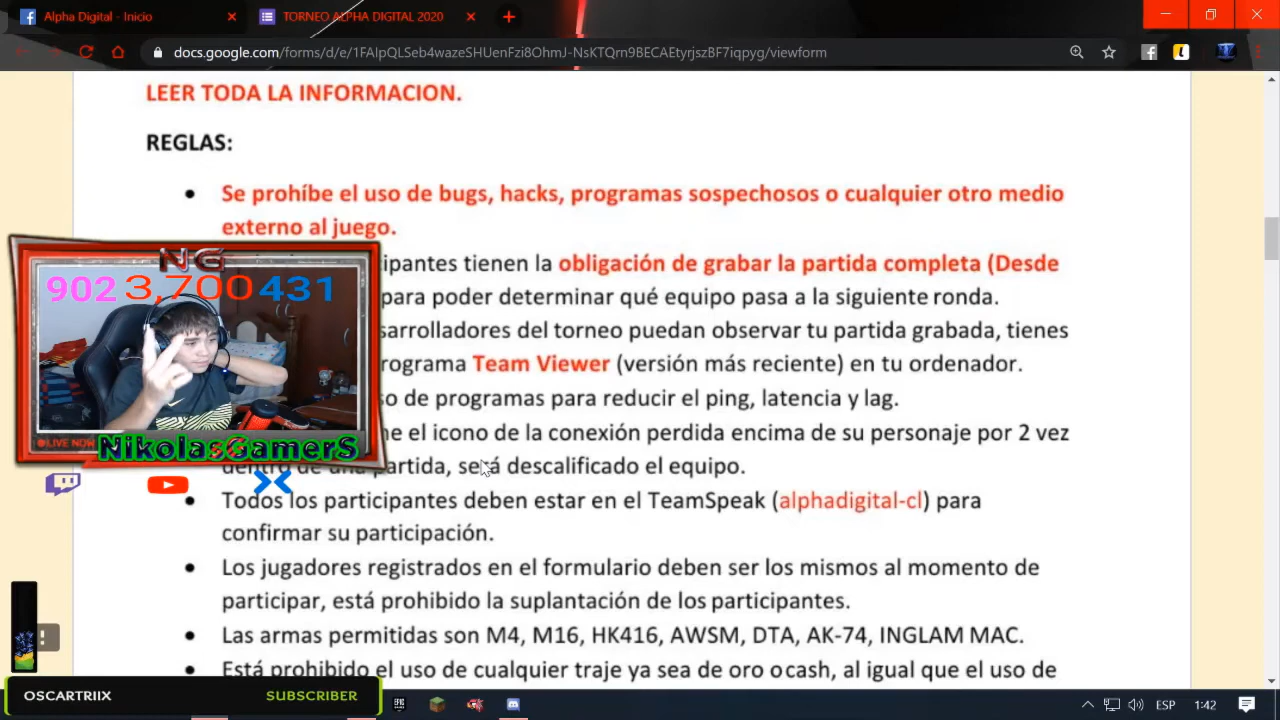 Alpha Digital - Inicio
TORNEO ALPHA DIGITAL 2020
docs.google.com/forms/d/e/1FAIpQLSeb4wazeSHUenFzi8OhmJ-NsKTQrn9BECAEtyrjszBF7iqpyg/viewform
LEER TODA LA INFORMACION.
REGLAS:
• Se prohíbe el uso de bugs, hacks, programas sospechosos o cualquier otro medio
externo al juego.
cipantes tienen la obligación de grabar la partida completa (Desde
para poder determinar qué equipo pasa a la siguiente ronda.
sarrolladores del torneo puedan observar tu partida grabada, tienes
rograma Team Viewer (versión más reciente) en tu ordenador.
so de programas para reducir el ping, latencia y lag.
ne el icono de la conexión perdida encima de su personaje por 2 vez
dentro de una partida, será descalificado el equipo.
• Todos los participantes deben estar en el TeamSpeak (alphadigital-cl) para
confirmar su participación.
• Los jugadores registrados en el formulario deben ser los mismos al momento de
participar, está prohibido la suplantación de los participantes.
• Las armas permitidas son M4, M16, HK416, AWSM, DTA, AK-74, INGLAM MAC.
• Está prohibido el uso de cualquier traje ya sea de oro o cash, al igual que el uso de
NG
902 3,700 431
LIVE NOW
NikolasGamerS
OSCARTRIIX SUBSCRIBER
ESP 1:42